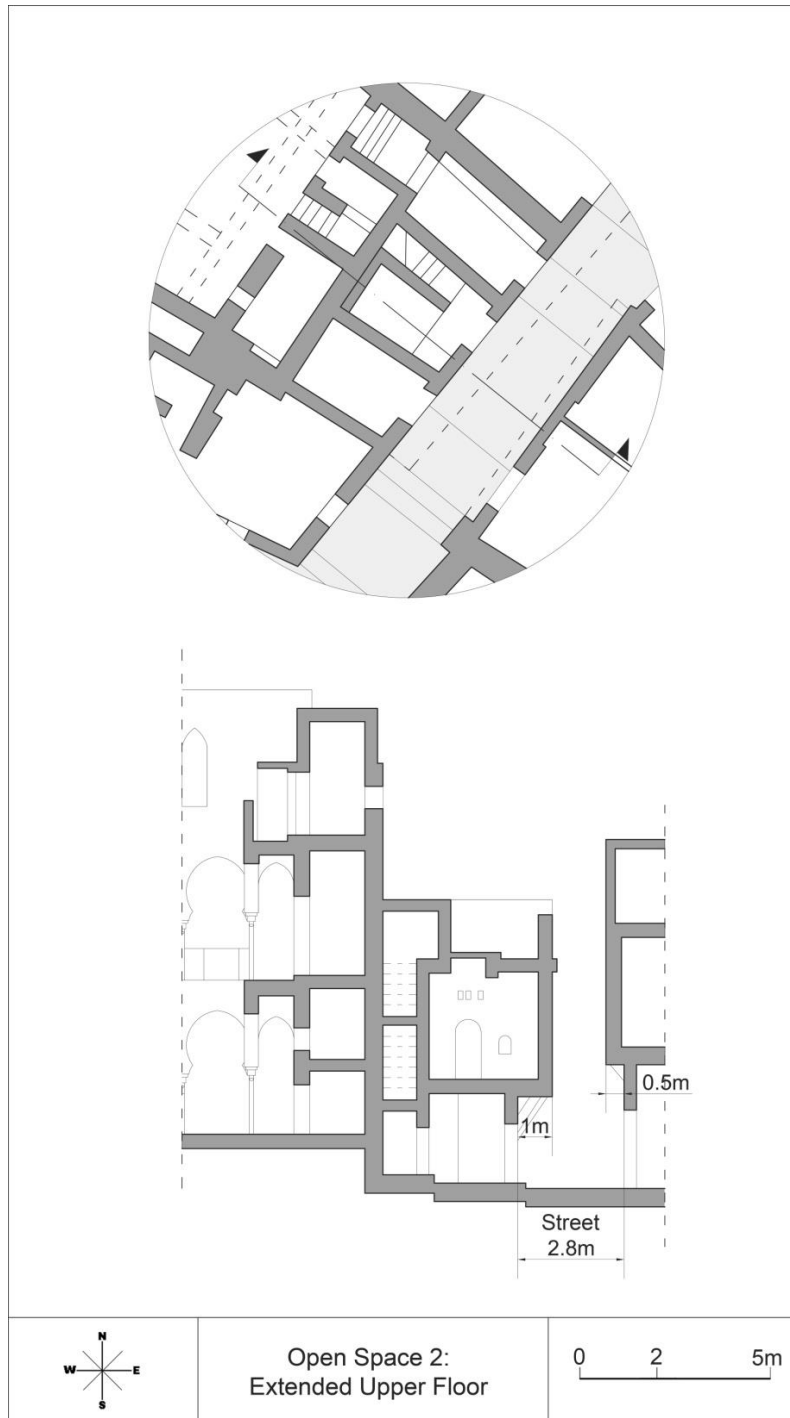 0.5m
1m
Street
2.8m
N
W E
S
Open Space 2:
Extended Upper Floor
0 2 5m